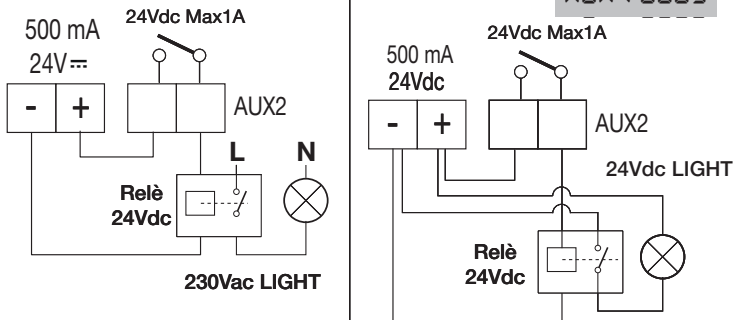 24Vdc Max1A
500 mA
24V
- +
AUX2
L N
Relè
24Vdc
230Vac LIGHT
24Vdc Max1A
500 mA
24Vdc
- +
AUX2
24Vdc LIGHT
Relè
24Vdc